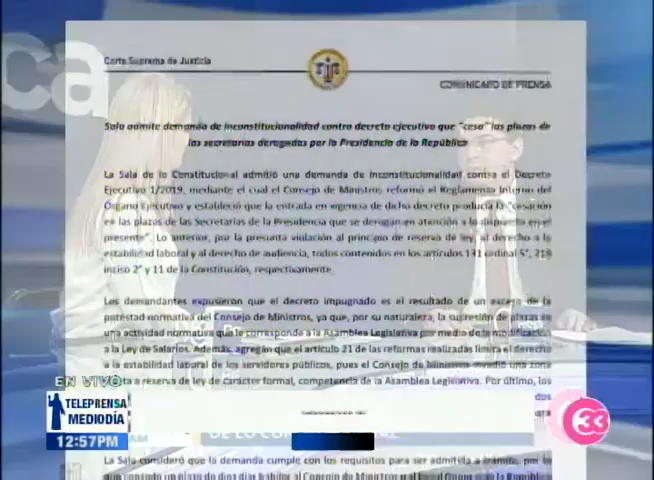 ca
Corte Suprema de Justicia
COMUNICADO DE PRENSA
Sala admite demanda de inconstitucionalidad contra decreto ejecutivo que "cesa" las plazas de
las secretarías derogadas por la Presidencia de la República
La Sala de lo Constitucional admitió una demanda de inconstitucionalidad contra el Decreto
Ejecutivo 1/2019, mediante el cual el Consejo de Ministros reformó el Reglamento Interno del
Órgano Ejecutivo y estableció que la entrada en vigencia de dicho decreto producía la "cesación
en las plazas de las Secretarías de la Presidencia que se derogan en atención a lo dispuesto en el
presente". Lo anterior, por la presunta violación al principio de reserva de ley, al derecho a la
estabilidad laboral y al derecho de audiencia, todos contenidos en los artículos 131 ordinal 5°, 219
inciso 2° y 11 de la Constitución, respectivamente.
Los demandantes expusieron que el decreto impugnado es el resultado de un exceso de la
potestad normativa del Consejo de Ministros, ya que, por su naturaleza, la supresión de plazas es
una actividad normativa que le corresponde a la Asamblea Legislativa por medio de la modificación
a la Ley de Salarios. Además, agregan que el artículo 21 de las reformas realizadas limita el derecho
a la estabilidad laboral de los servidores públicos, pues el Consejo de Ministros invadió una zona
a reserva de ley de carácter formal, competencia de la Asamblea Legislativa. Por último, los
EN VIVO
TELEPRENSA
MEDIODÍA
12:57PM
33
La Sala consideró que la demanda cumple con los requisitos para ser admitida a trámite, por lo